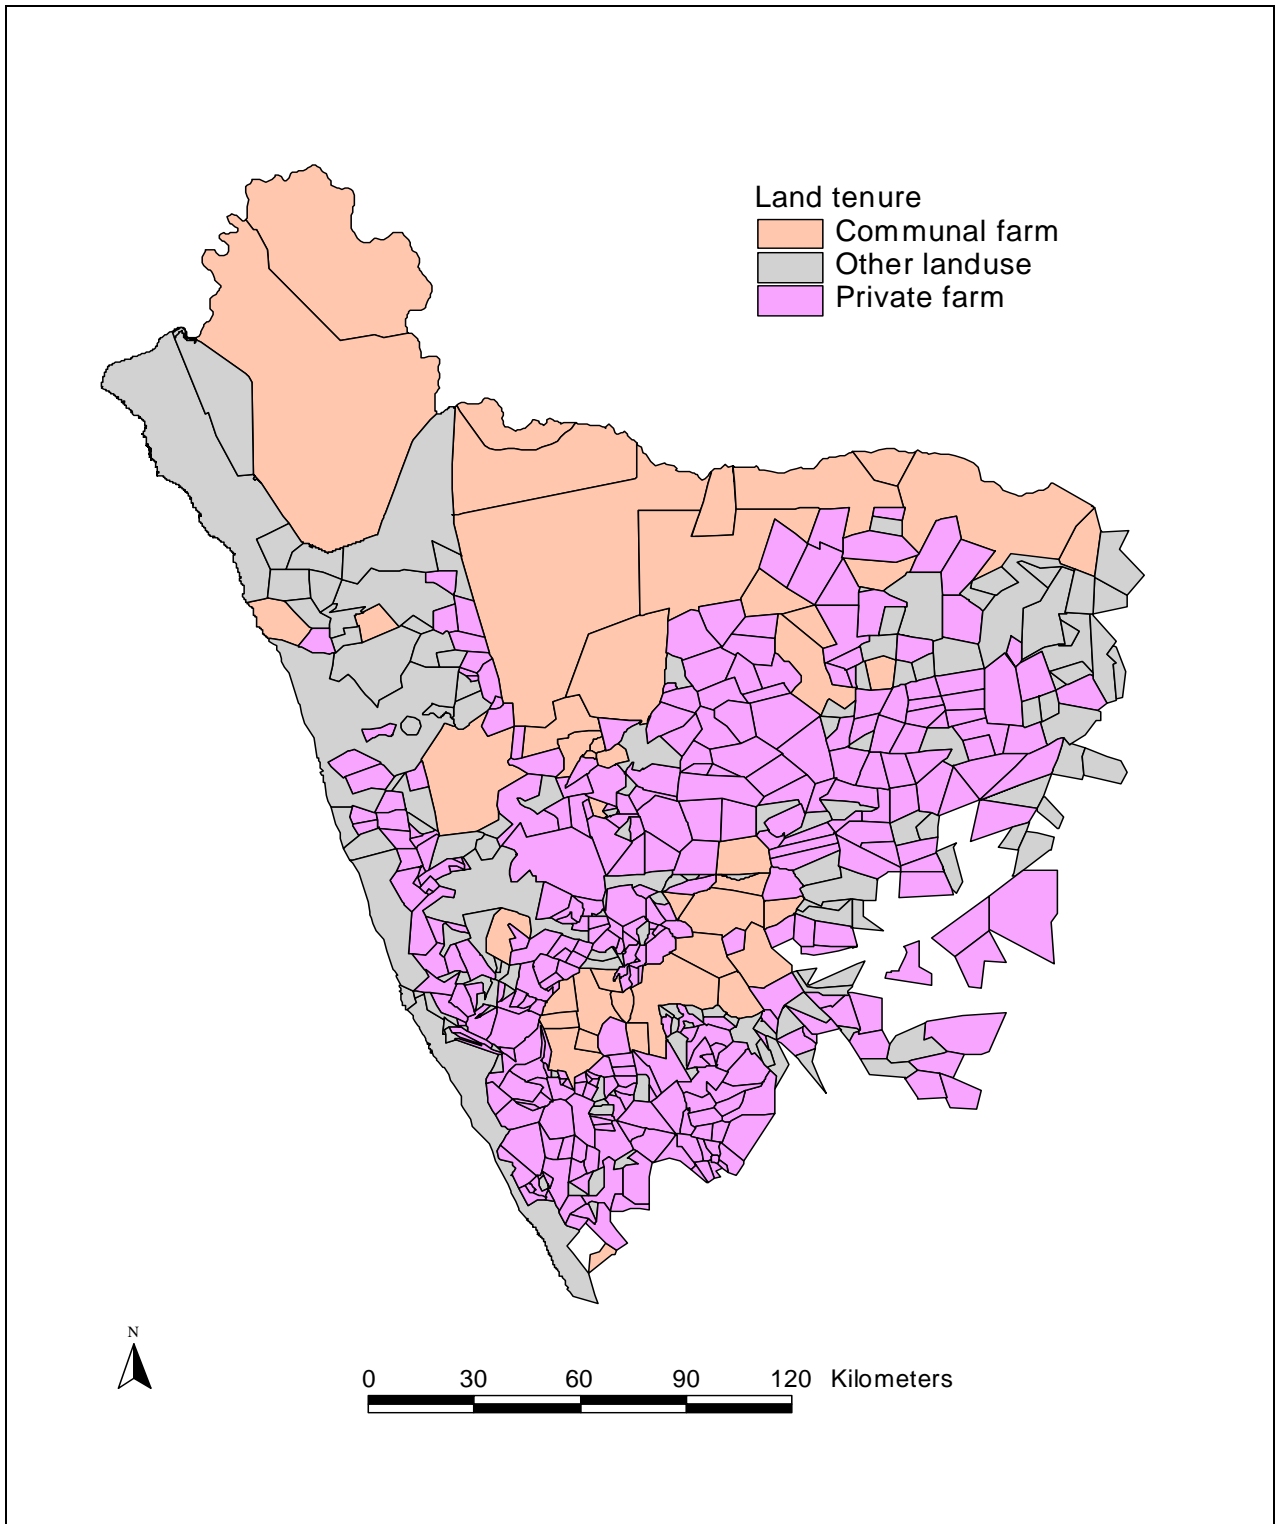 Land tenure
Communal farm
Other landuse
Private farm
N
0 30 60 90 120 Kilometers